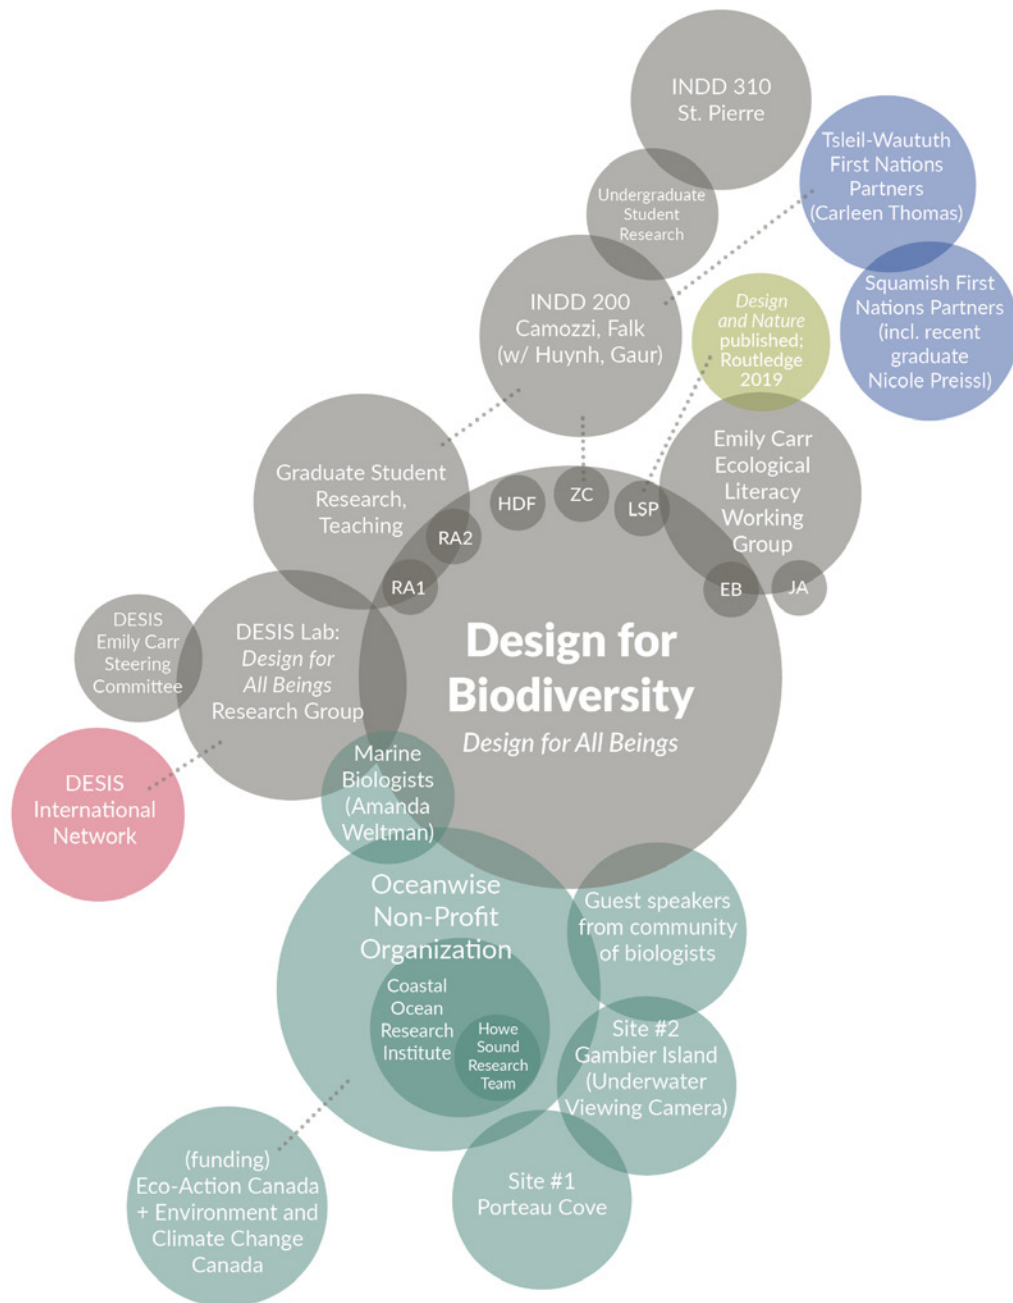 INDD 310
St. Pierre
Tsleil-Waututh
First Nations
Partners
(Carleen Thomas)
Undergraduate
Student
Research
Squamish First
Nations Partners
(incl. recent
graduate
Nicole Preissl)
INDD 200
Camozzi, Falk
(w/ Huynh, Gaur)
Design
and Nature
published;
Routledge
2019
Emily Carr
Ecological
Literacy
Working
Group
Graduate Student
Research,
Teaching
RA1
RA2
HDF
ZC
LSP
EB
JA
DESIS
Emily Carr
Steering
Committee
DESIS Lab:
Design for
All Beings
Research Group
Design for
Biodiversity
Design for All Beings
DESIS
International
Network
Marine
Biologists
(Amanda
Weltman)
Oceanwise
Non-Profit
Organization
Coastal
Ocean
Research
Institute
Howe
Sound
Research
Team
Guest speakers
from community
of biologists
Site #2
Gambier Island
(Underwater
Viewing Camera)
Site #1
Porteau Cove
(funding)
Eco-Action Canada
+ Environment and
Climate Change
Canada